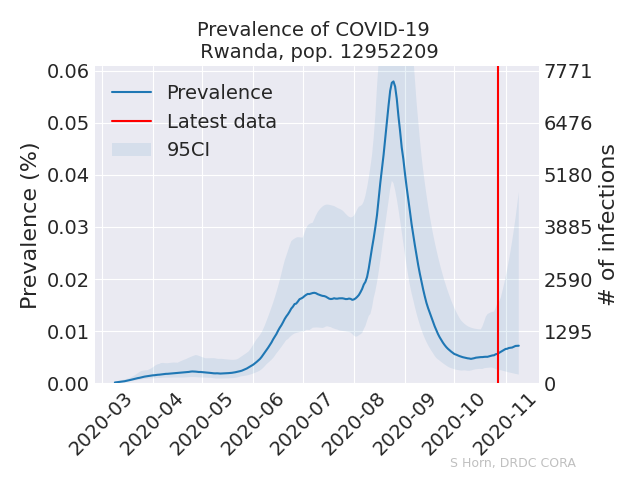 Prevalence of COVID-19
Rwanda, pop. 12952209
0.06
0.05
0.04
0.03
0.02
0.01
0.00
Prevalence (%)
Prevalence
Latest data
95CI
7771
6476
5180
3885
2590
1295
0
# of infections
2020-03
2020-04
2020-05
2020-06
2020-07
2020-08
2020-09
2020-10
2020-11
S Horn, DRDC CORA